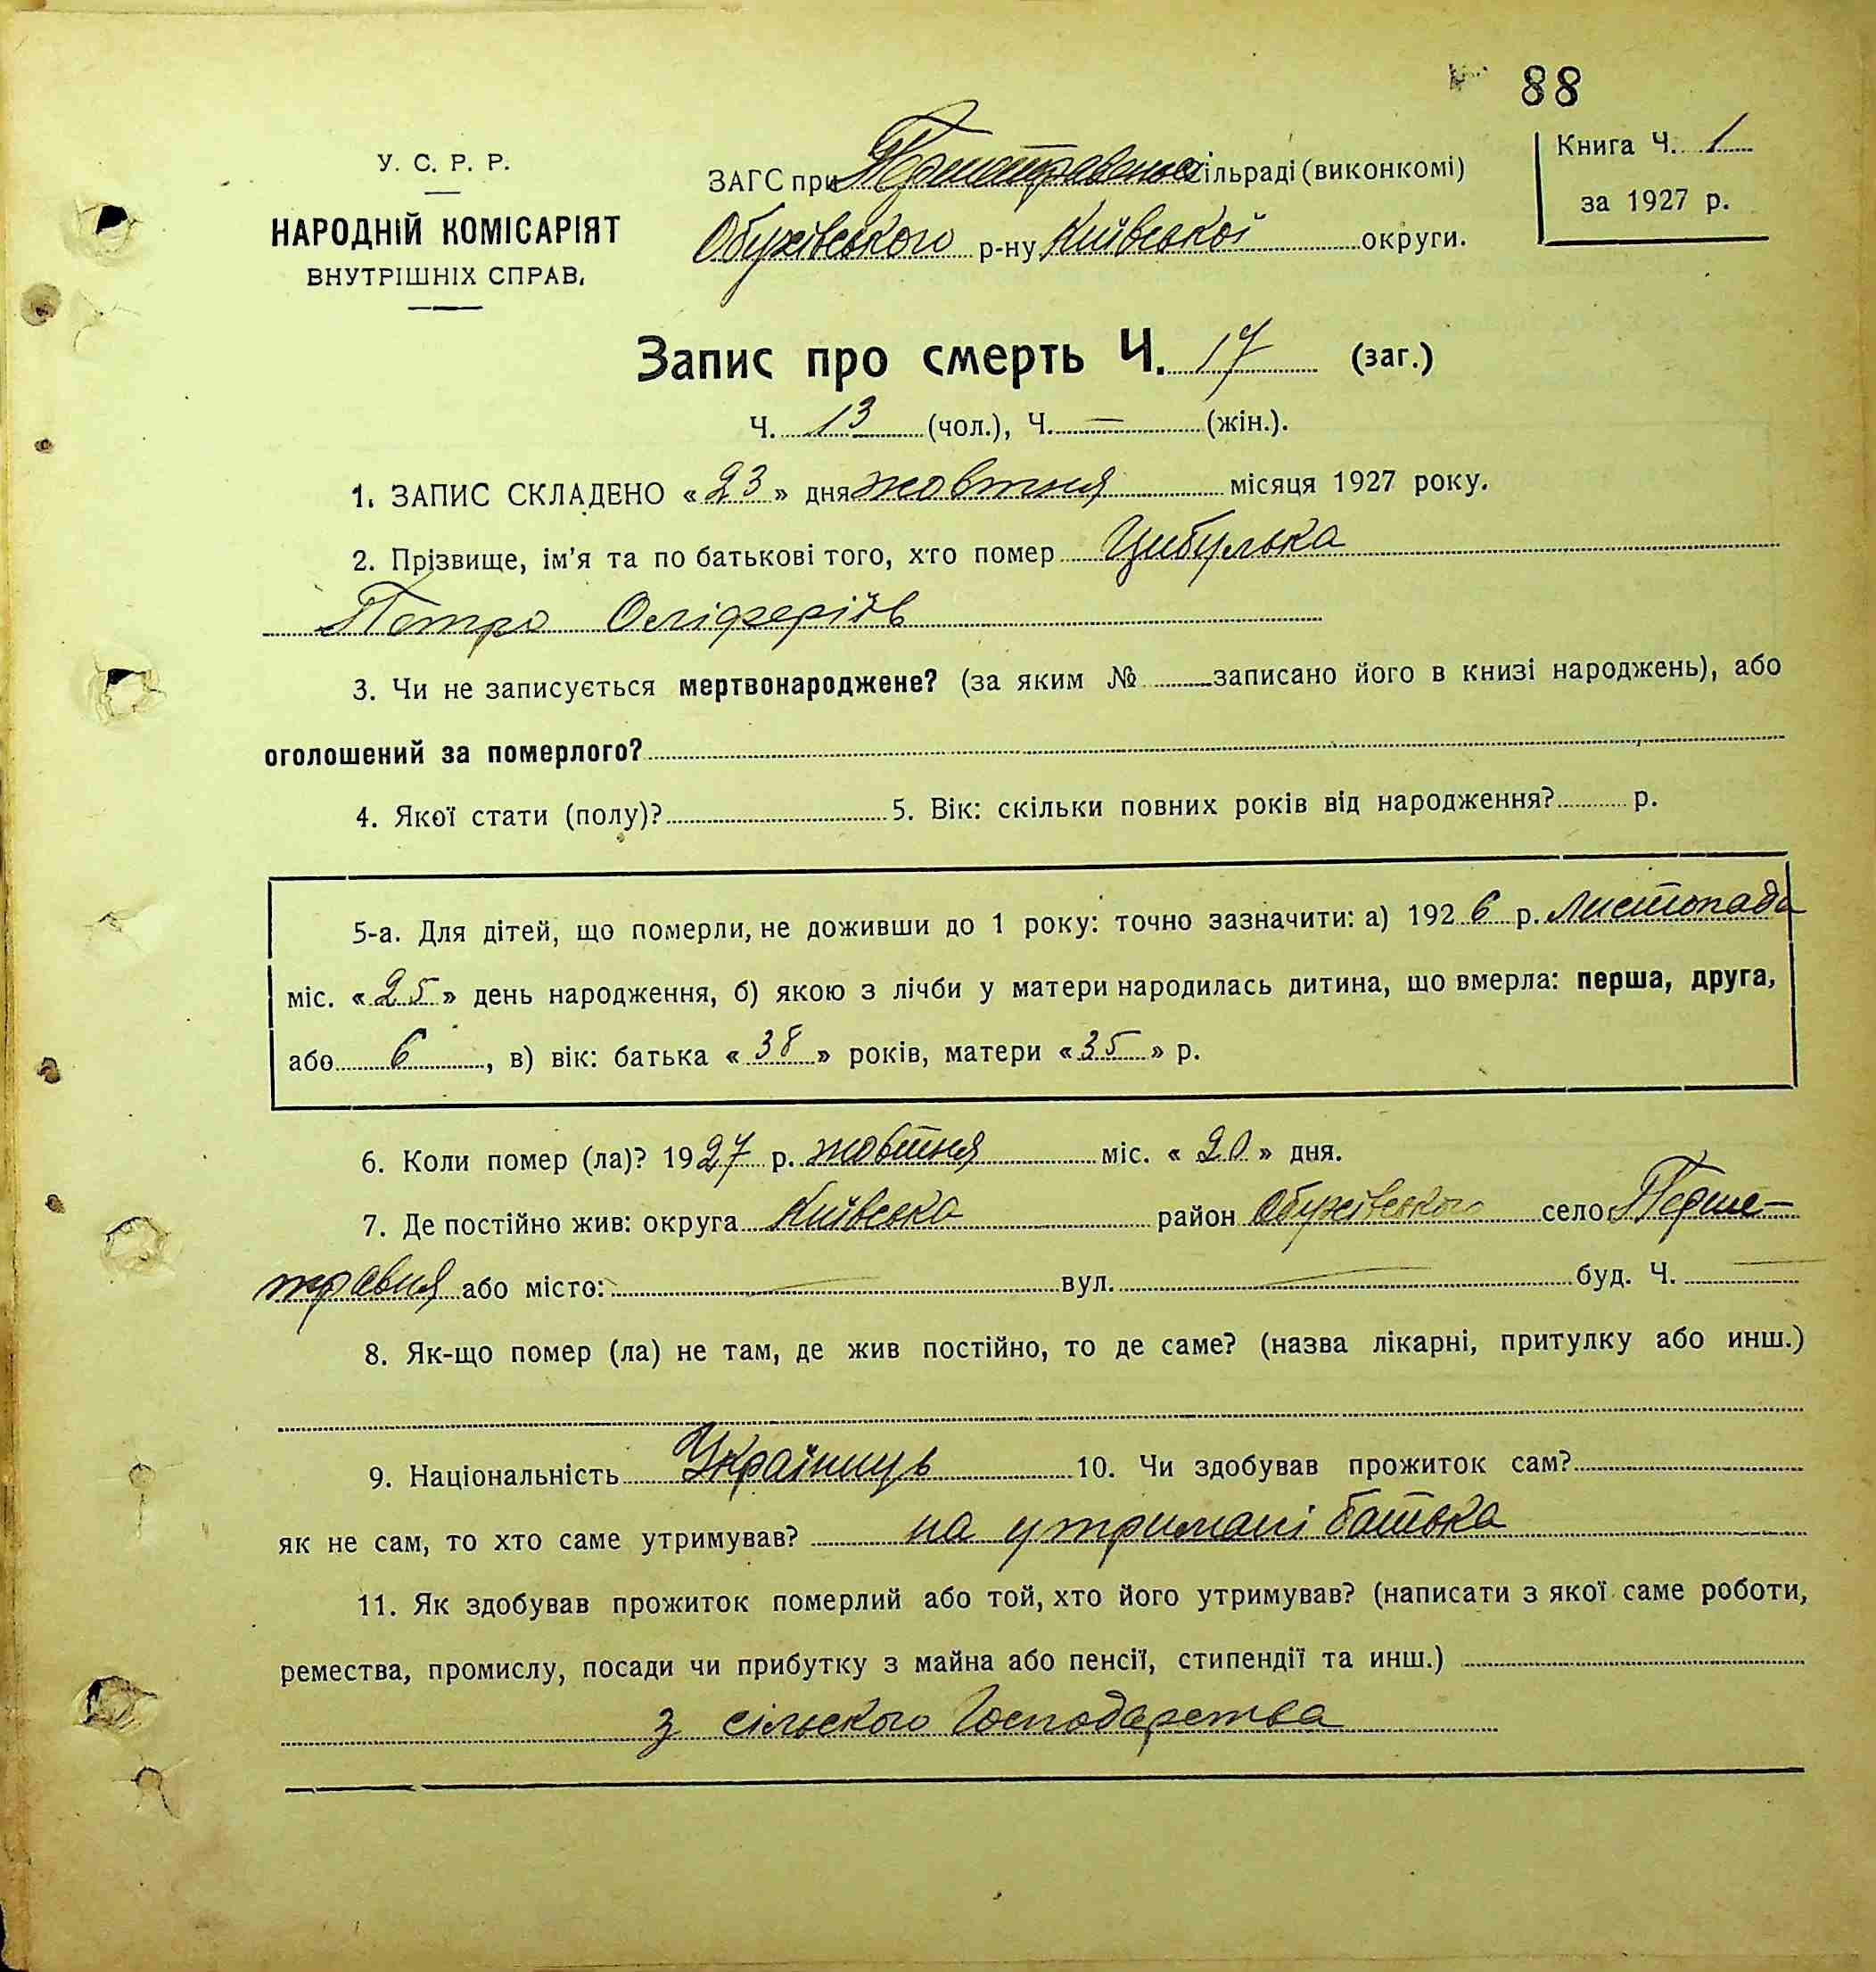 88
У. С. Р. Р.
НАРОДНІЙ КОМІСАРІЯТ
ВНУТРІШНІХ СПРАВ.
ЗАГС при Першотравенській сільраді (виконкомі)
Обухівського р-ну Київської округи.
Книга Ч. 1
за 1927 р.
Запис про смерть Ч. 17 (заг.)
Ч. 13 (чол.), Ч. — (жін.).
1. ЗАПИС СКЛАДЕНО «23» дня жовтня місяця 1927 року.
2. Прізвище, ім'я та по батькові того, хто помер Цибулька
Петро Оліферіїв
3. Чи не записується мертвонароджене? (за яким № записано його в книзі народжень), або
оголошений за померлого?
4. Якої стати (полу)? 5. Вік: скільки повних років від народження? р.
5-а. Для дітей, що померли, не доживши до 1 року: точно зазначити: а) 1926 р. листопада
міс. «25» день народження, б) якою з лічби у матери народилась дитина, що вмерла: перша, друга,
або 6, в) вік: батька «38» років, матери «35» р.
6. Коли помер (ла)? 1927 р. жовтня міс. «20» дня.
7. Де постійно жив: округа Київська район Обухівського село Перше-
травня або місто: — вул. — буд. Ч. —
8. Як-що помер (ла) не там, де жив постійно, то де саме? (назва лікарні, притулку або инш.)
9. Національність Українць 10. Чи здобував прожиток сам?
як не сам, то хто саме утримував? на утримані батька
11. Як здобував прожиток померлий або той, хто його утримував? (написати з якої саме роботи,
ремества, промислу, посади чи прибутку з майна або пенсії, стипендії та инш.)
з сільского Господарства